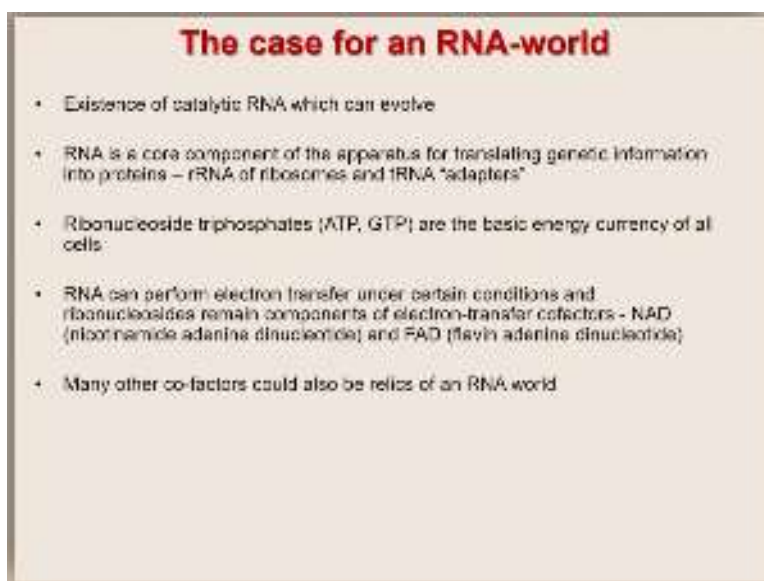 The case for an RNA-world
• Existence of catalytic RNA which can evolve
• RNA is a core component of the apparatus for translating genetic information
into proteins – rRNA of ribosomes and tRNA "adapters"
• Ribonucleoside triphosphates (ATP, GTP) are the basic energy currency of all
cells
• RNA can perform electron transfer under certain conditions and
ribonucleosides remain components of electron-transfer cofactors - NAD
(nicotinamide adenine dinucleotide) and FAD (flavin adenine dinucleotide)
• Many other co-factors could also be relics of an RNA world